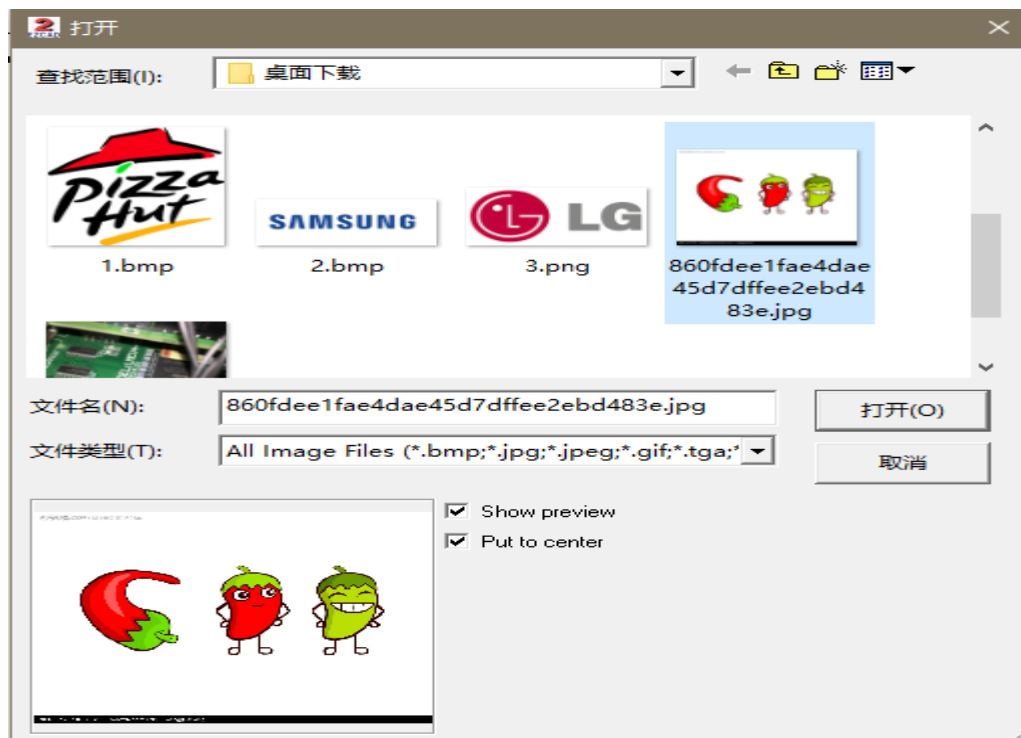 打开
查找范围(I):
桌面下载
Pizza
Hut
SAMSUNG
LG
1.bmp
2.bmp
3.png
860fdee1fae4dae
45d7dffee2ebd4
83e.jpg
文件名(N):
860fdee1fae4dae45d7dffee2ebd483e.jpg
打开(O)
文件类型(T):
All Image Files (*.bmp;*.jpg;*.jpeg;*.gif;*.tga;*
取消
Show preview
Put to center